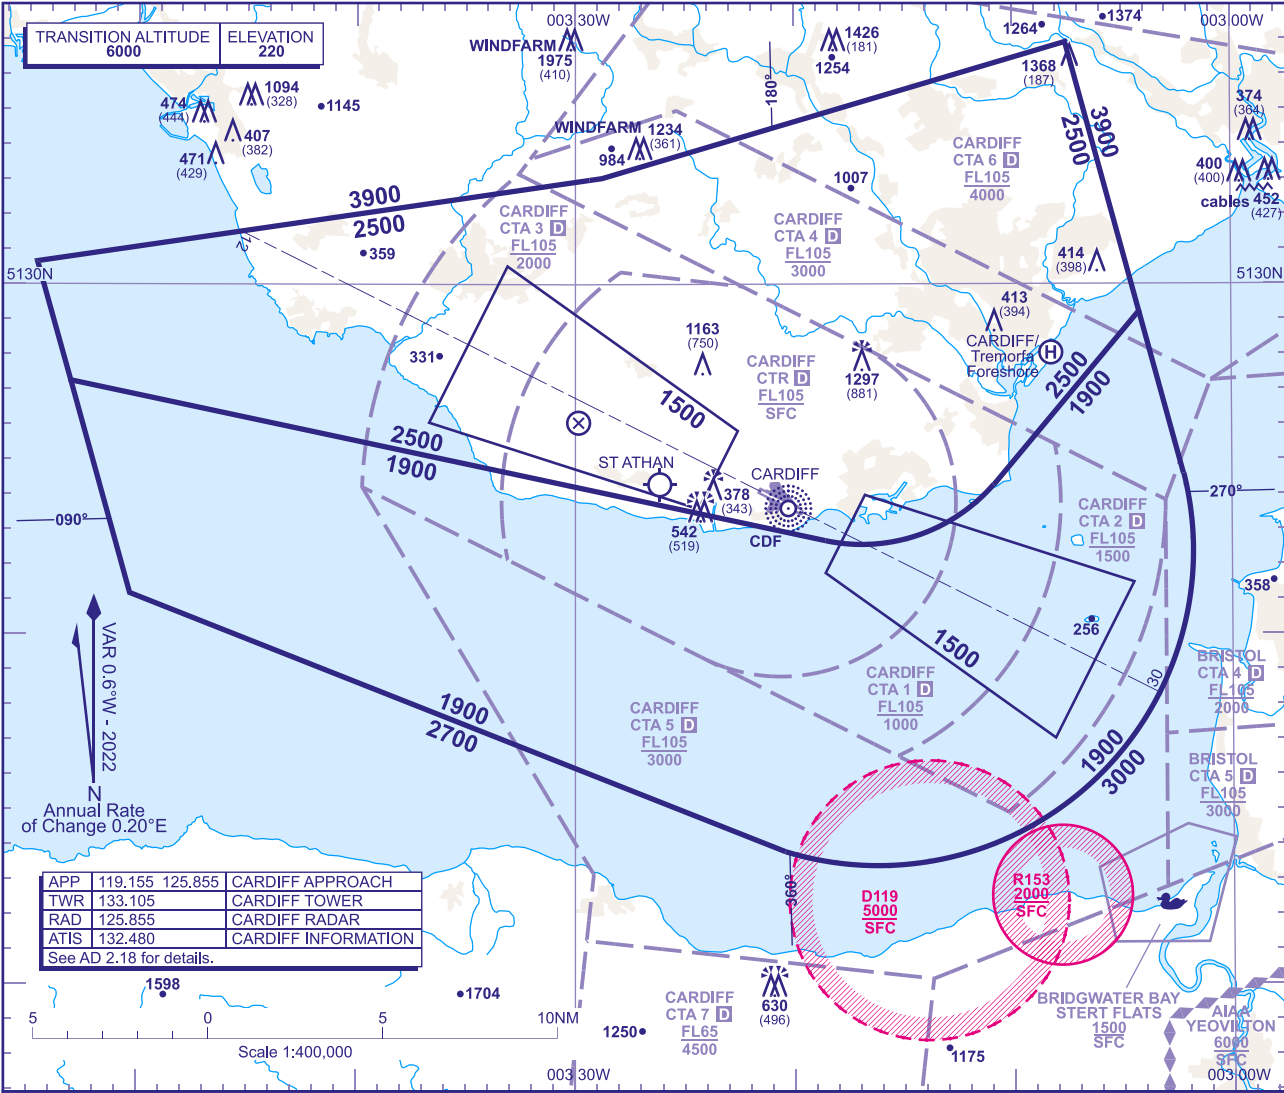 TRANSITION ALTITUDE
6000
ELEVATION
220
003 30W
003 00W
WINDFARM
1975
(410)
1426
(181)
1254
1264
1374
1368
(187)
180°
474
(444)
1094
(328)
1145
407
(382)
471
(429)
WINDFARM
1234
(361)
984
1007
374
(364)
400
(400)
cables
452
(427)
3900
2500
3900
2500
CARDIFF
CTA 6 D
FL105
4000
CARDIFF
CTA 3 D
FL105
2000
CARDIFF
CTA 4 D
FL105
3000
12
359
414
(398)
5130N
5130N
413
(394)
CARDIFF/
Tremorfa
Foreshore
H
331
1163
(750)
CARDIFF
CTR D
FL105
SFC
1297
(881)
1500
2500
1900
2500
1900
ST ATHAN
CARDIFF
378
(343)
542
(519)
CDF
090°
270°
CARDIFF
CTA 2 D
FL105
1500
358
256
1500
30
VAR 0.6°W - 2022
N
Annual Rate
of Change 0.20°E
CARDIFF
CTA 1 D
FL105
1000
BRISTOL
CTA 4 D
FL105
2000
1900
2700
CARDIFF
CTA 5 D
FL105
3000
1900
3000
BRISTOL
CTA 5 D
FL105
3000
360°
D119
5000
SFC
R153
2000
SFC
APP 119.155 125.855 CARDIFF APPROACH
TWR 133.105 CARDIFF TOWER
RAD 125.855 CARDIFF RADAR
ATIS 132.480 CARDIFF INFORMATION
See AD 2.18 for details.
1598
1704
CARDIFF
CTA 7 D
FL65
4500
1250
630
(496)
1175
BRIDGWATER BAY
STERT FLATS
1500
SFC
AIAA
YEOVILTON
6000
SFC
5 0 5 10NM
Scale 1:400,000
003 30W
003 00W